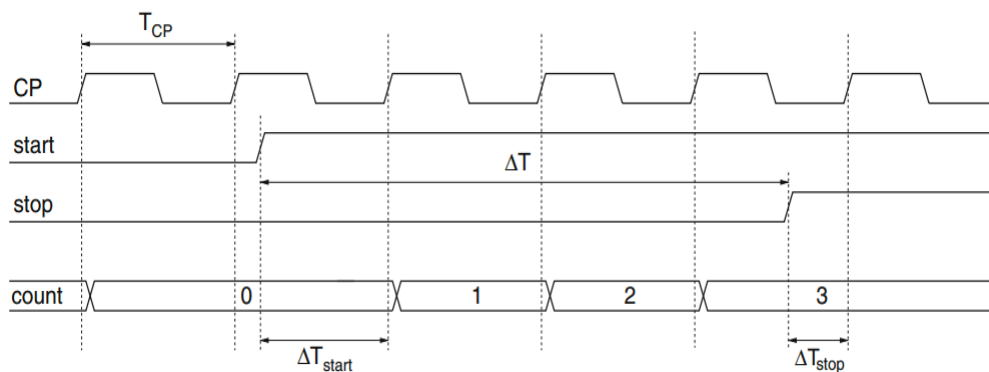 T_CP
CP
start
ΔT
stop
count 0 1 2 3
ΔT_start ΔT_stop